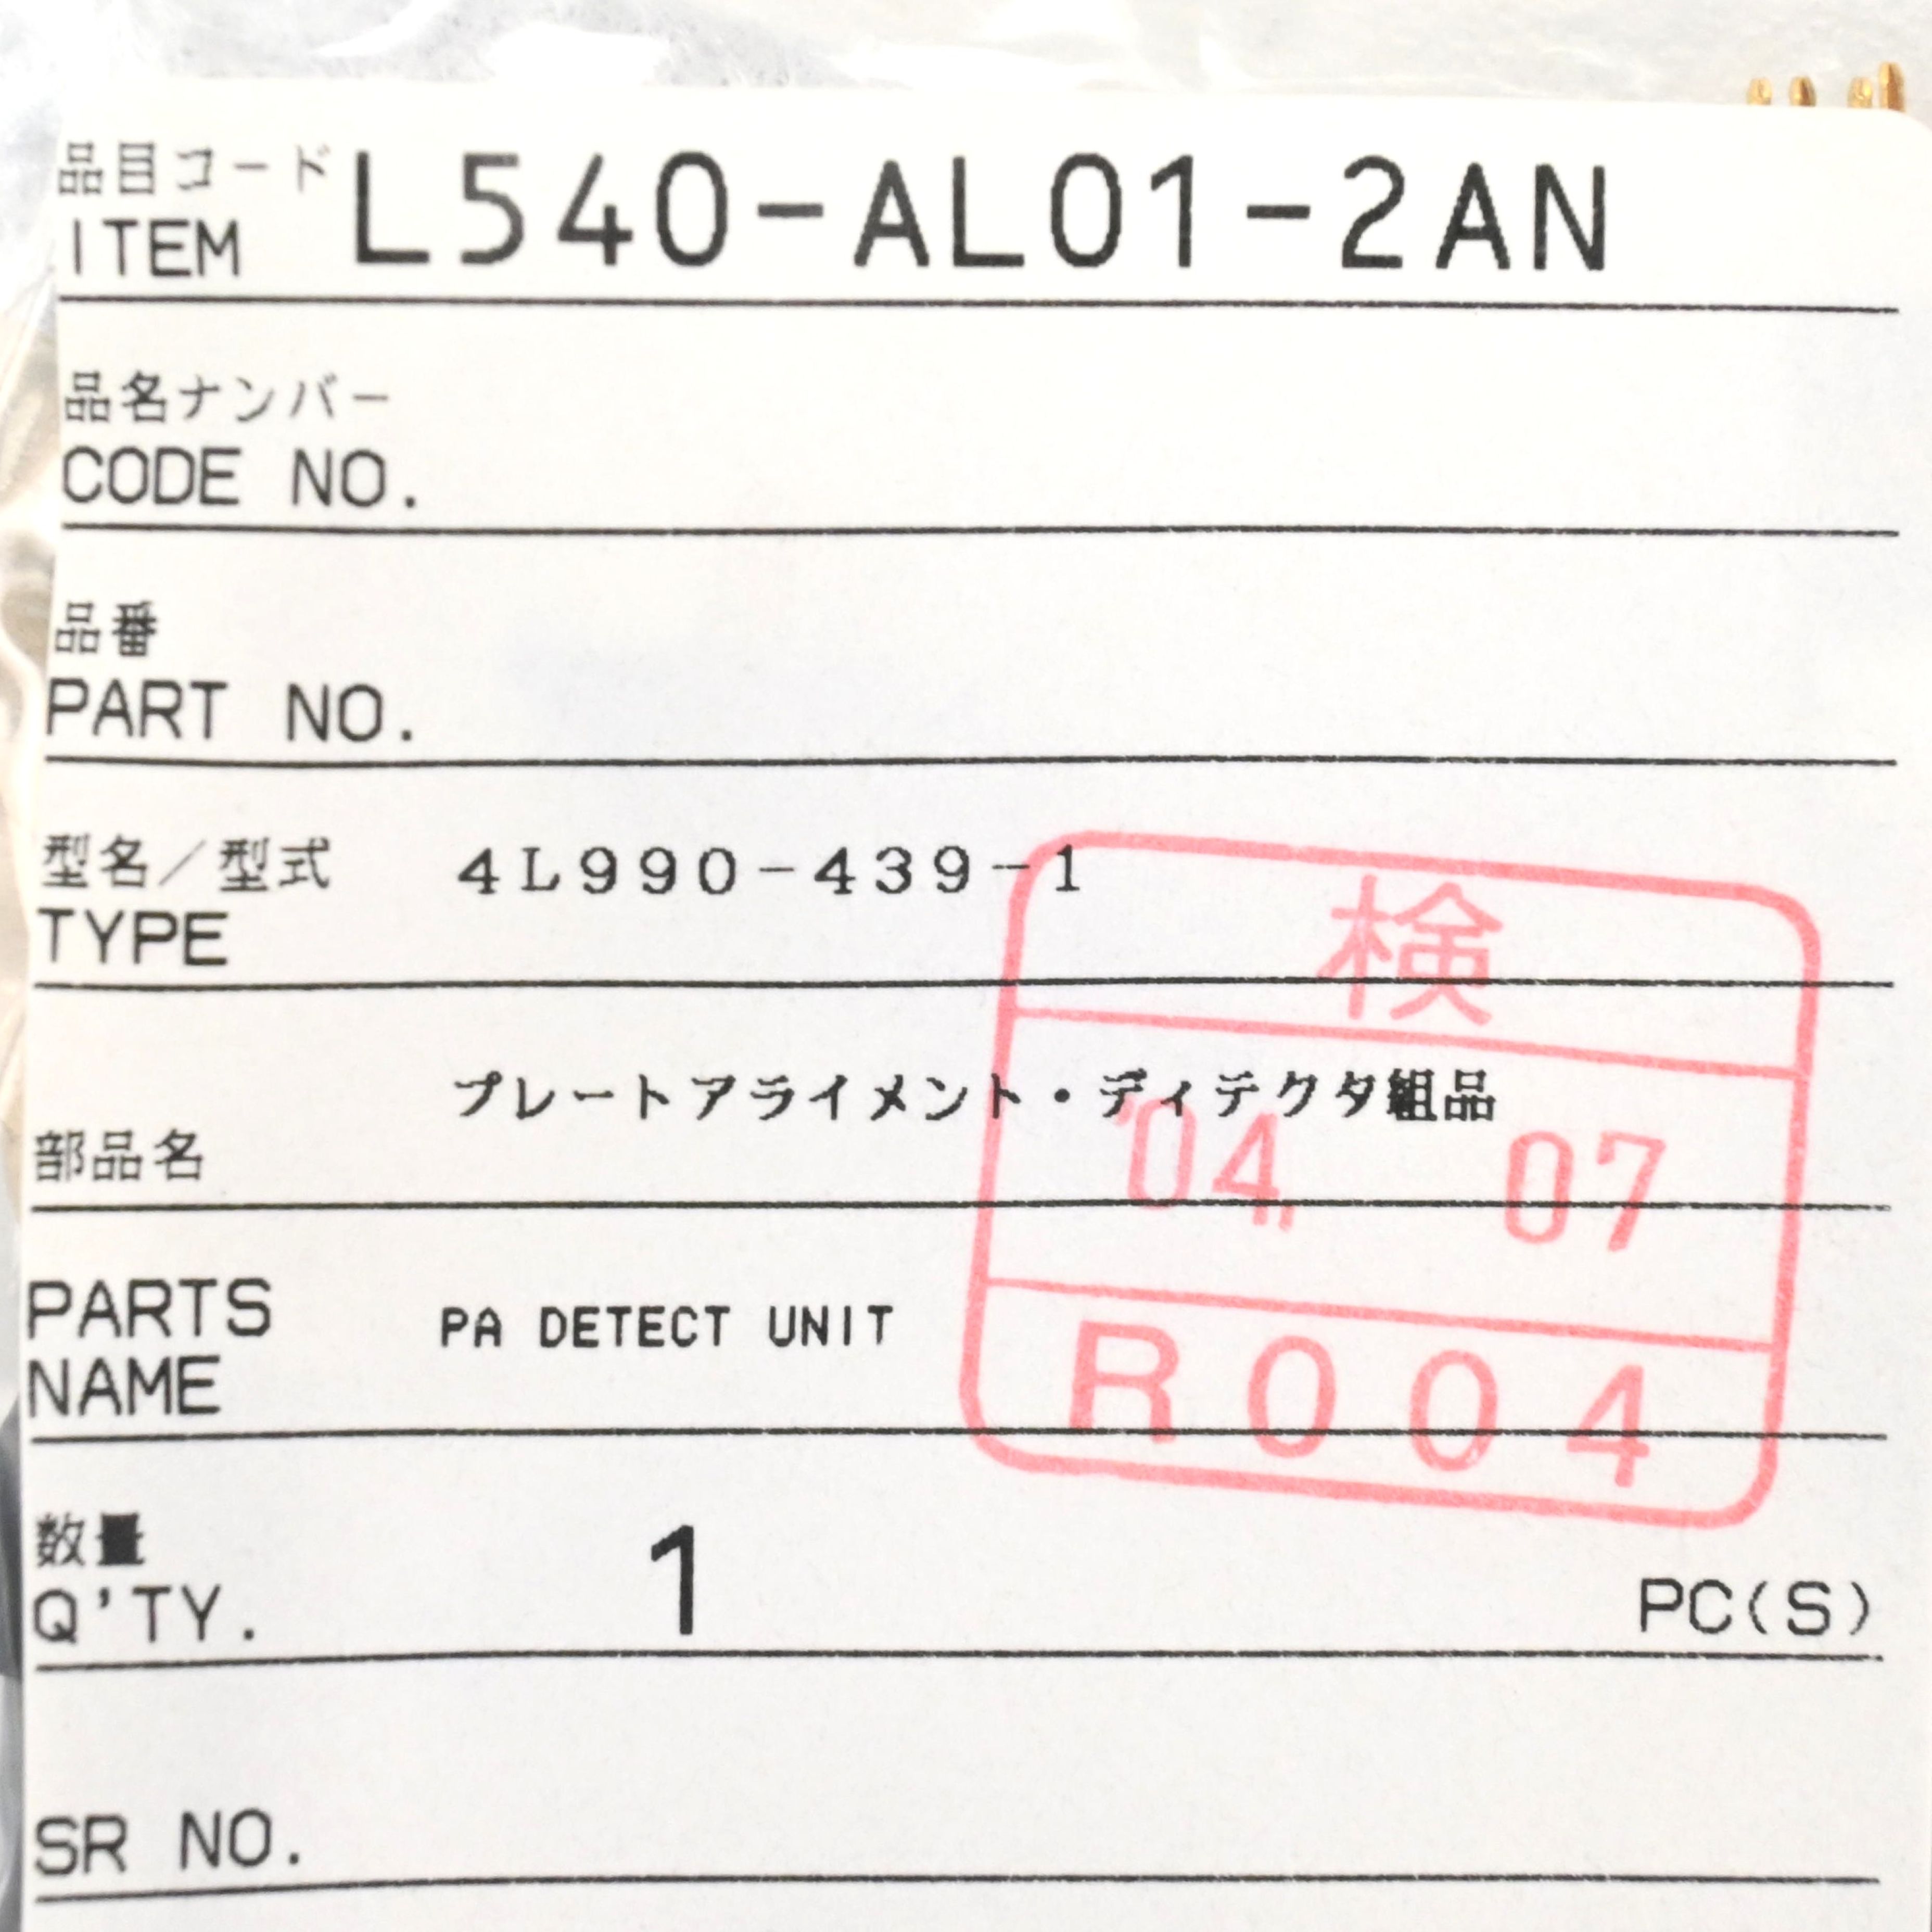 品目コード
ITEM L540-AL01-2AN
品名ナンバー
CODE NO.
品番
PART NO.
型名/型式 4L990-439-1
TYPE
検
プレートアライメント・ディテクタ組品
部品名
'04 07
PARTS
NAME PA DETECT UNIT
R004
数量
Q'TY. 1 PC(S)
SR NO.